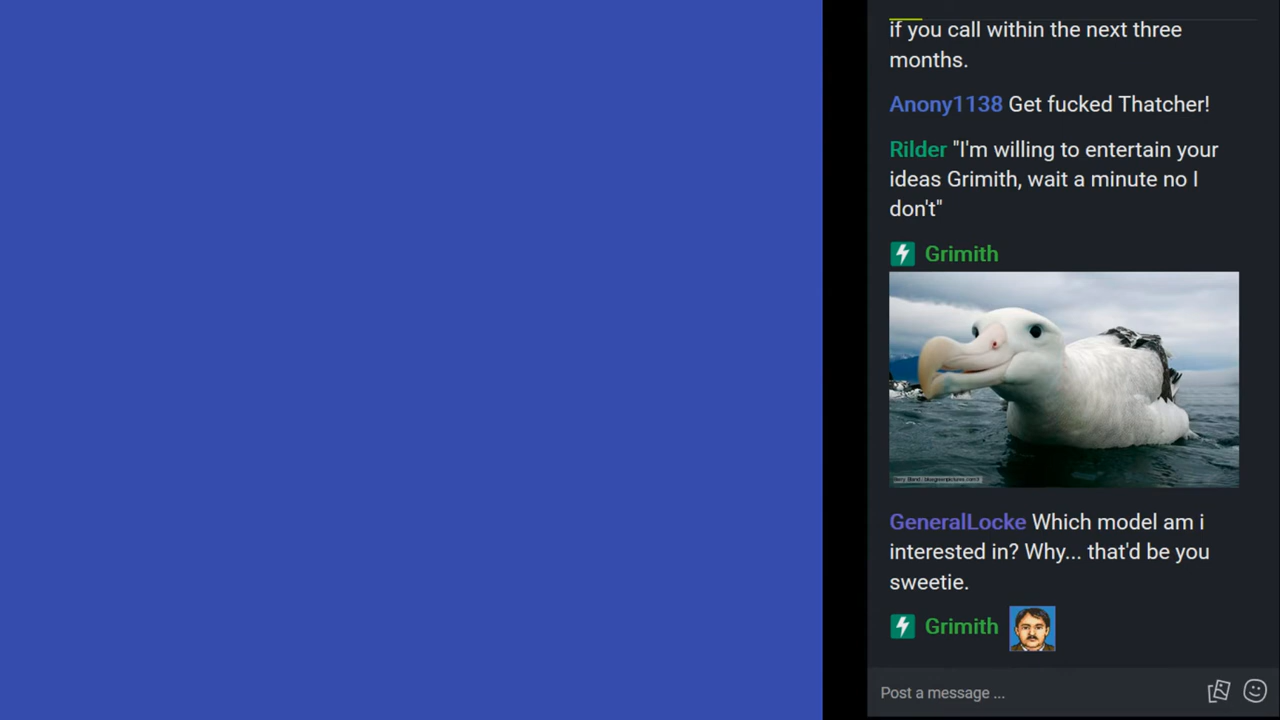 if you call within the next three
months.
Anony1138 Get fucked Thatcher!
Rilder "I'm willing to entertain your
ideas Grimith, wait a minute no I
don't"
Grimith
GeneralLocke Which model am i
interested in? Why... that'd be you
sweetie.
Grimith
Post a message ...